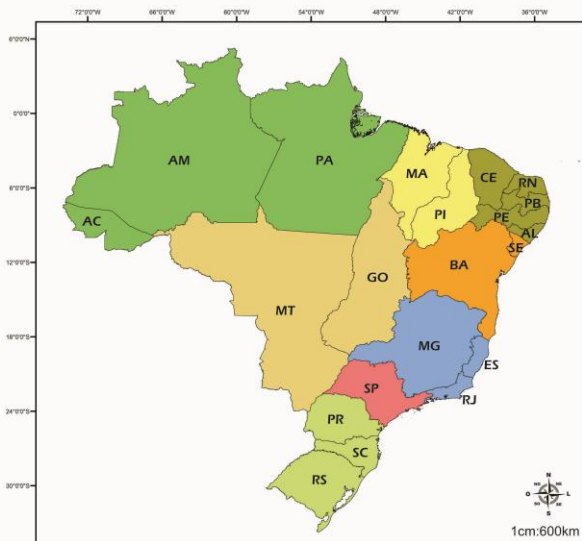 72°0'0"W 66°0'0"W 60°0'0"W 54°0'0"W 48°0'0"W 42°0'0"W 36°0'0"W
6°0'0"N
0°0'0"
6°0'0"S
12°0'0"S
18°0'0"S
24°0'0"S
30°0'0"S
AM
PA
MA
CE
RN
PB
PI
PE
AL
SE
AC
BA
GO
MT
MG
ES
SP
RJ
PR
SC
RS
N
O L
S
1cm:600km